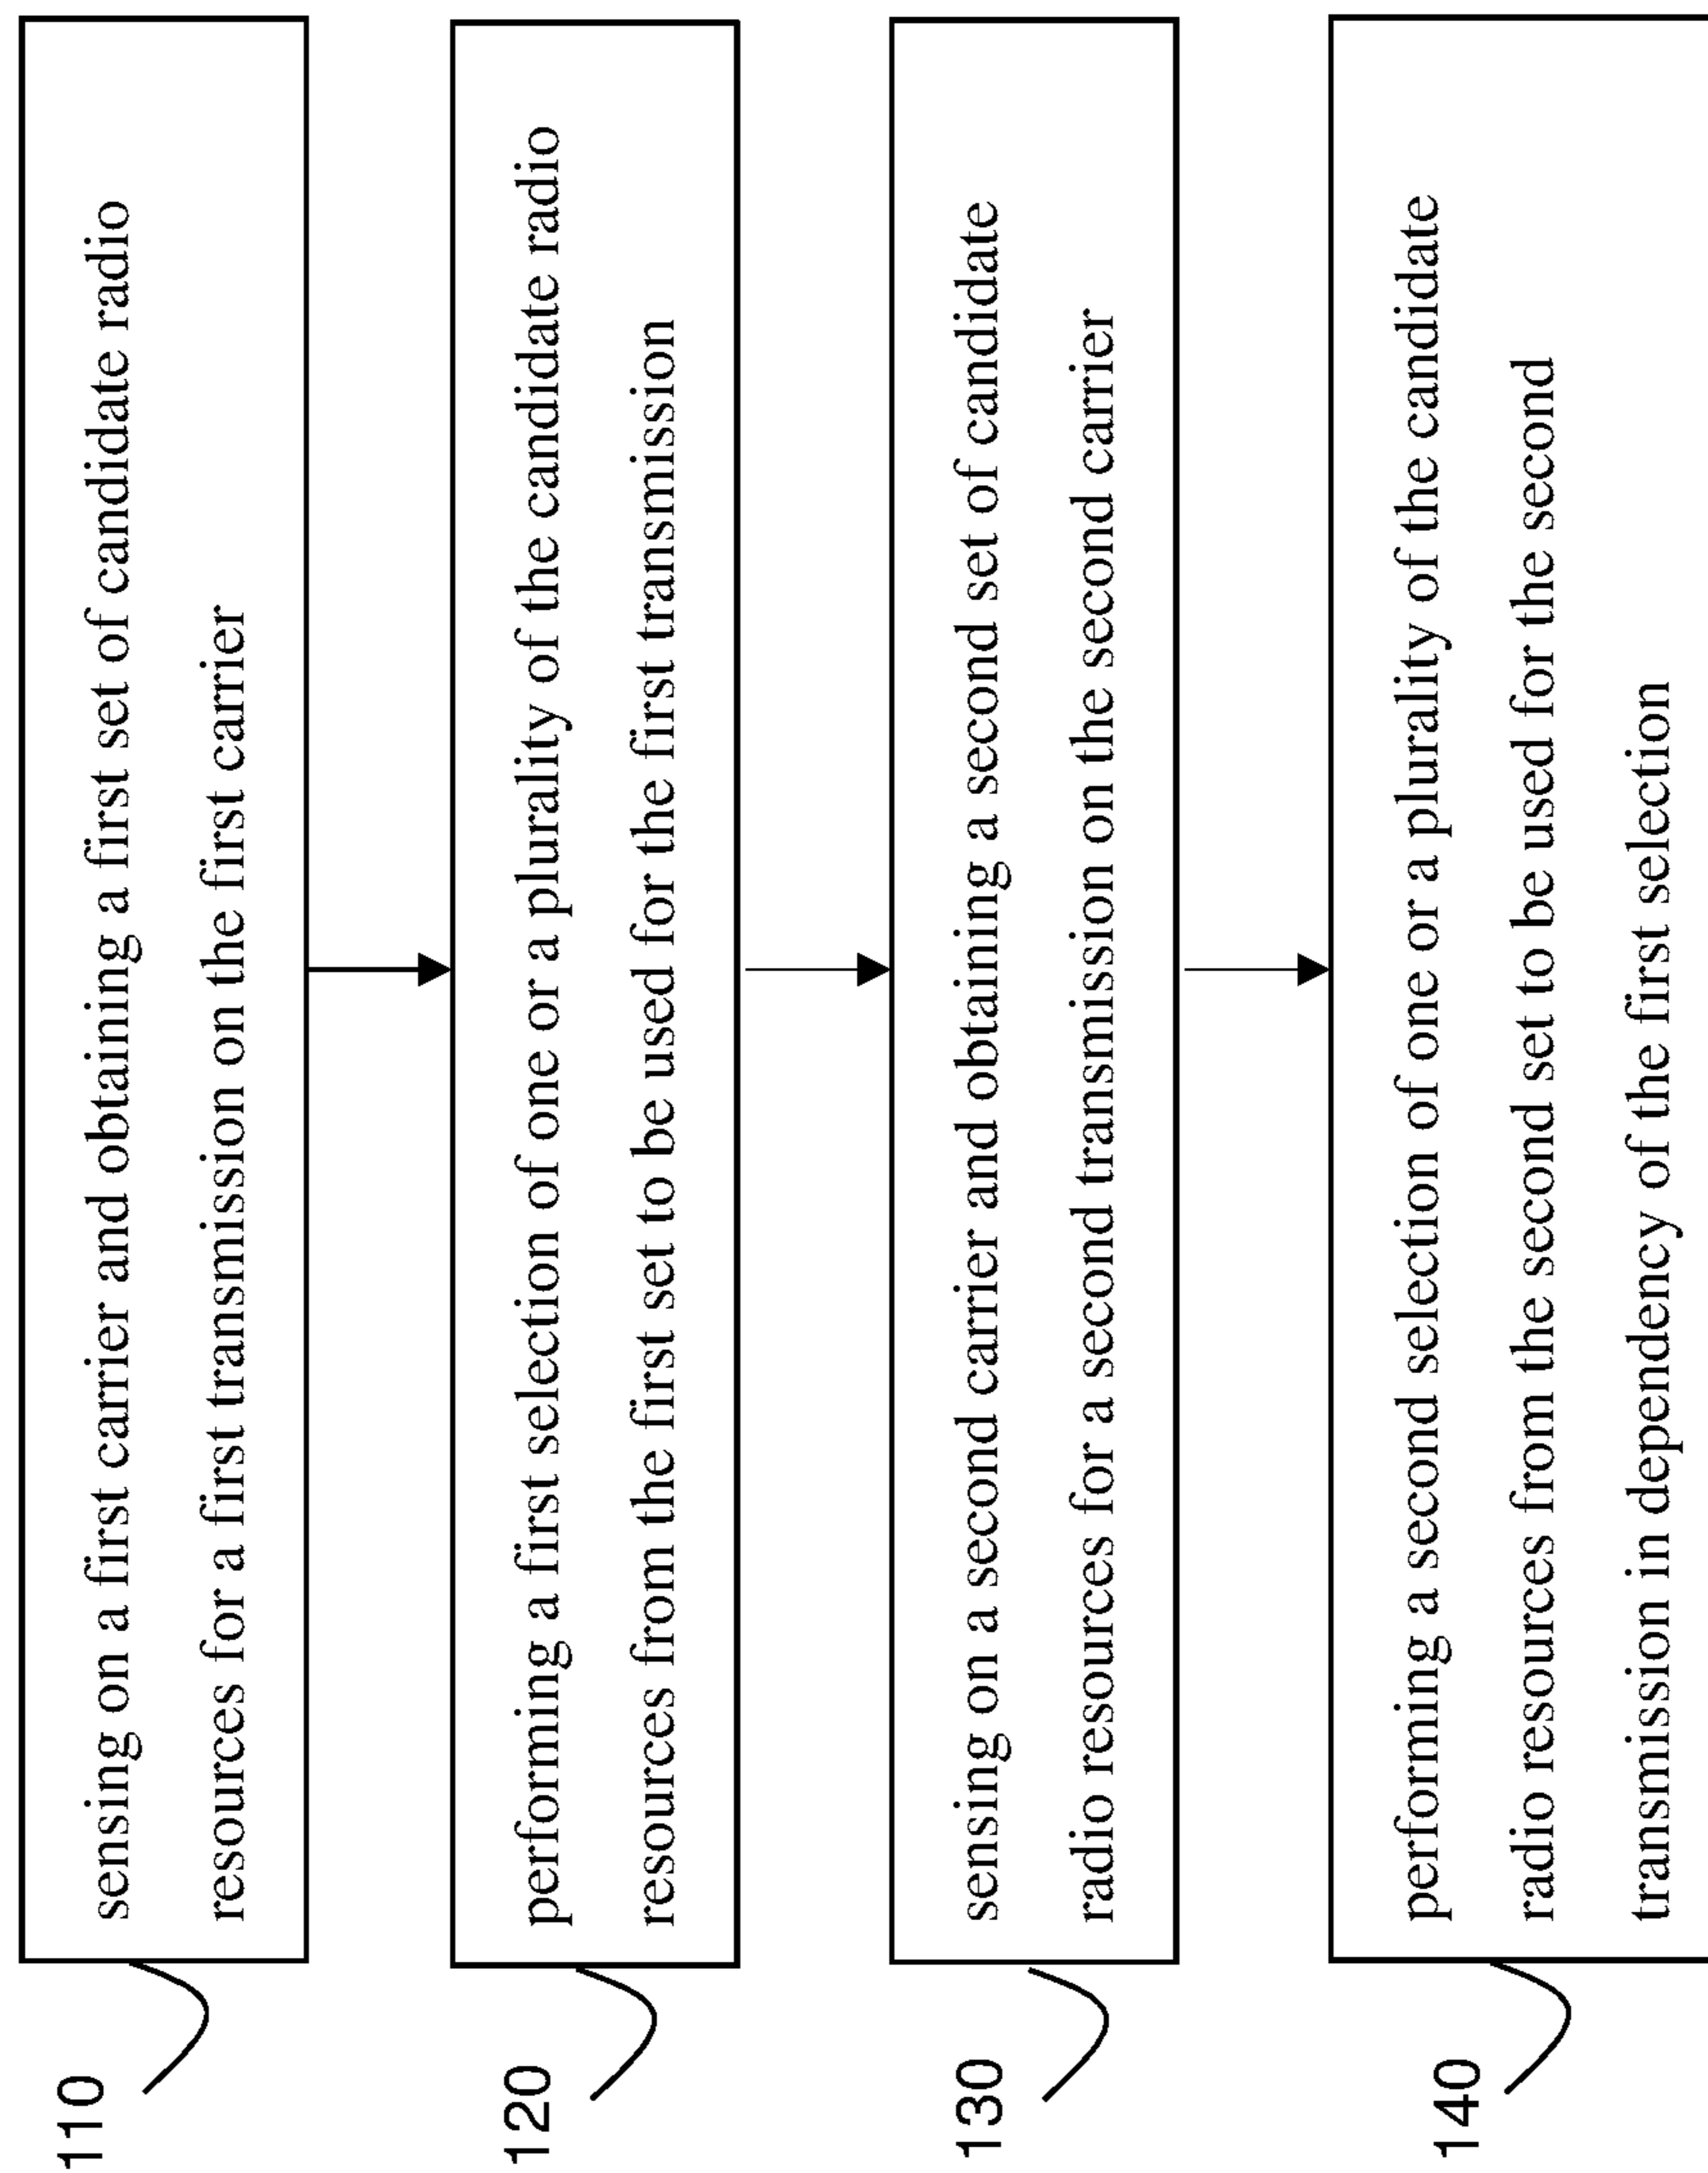 110
sensing on a first carrier and obtaining a first set of candidate radio
resources for a first transmission on the first carrier
120
performing a first selection of one or a plurality of the candidate radio
resources from the first set to be used for the first transmission
130
sensing on a second carrier and obtaining a second set of candidate
radio resources for a second transmission on the second carrier
140
performing a second selection of one or a plurality of the candidate
radio resources from the second set to be used for the second
transmission in dependency of the first selection